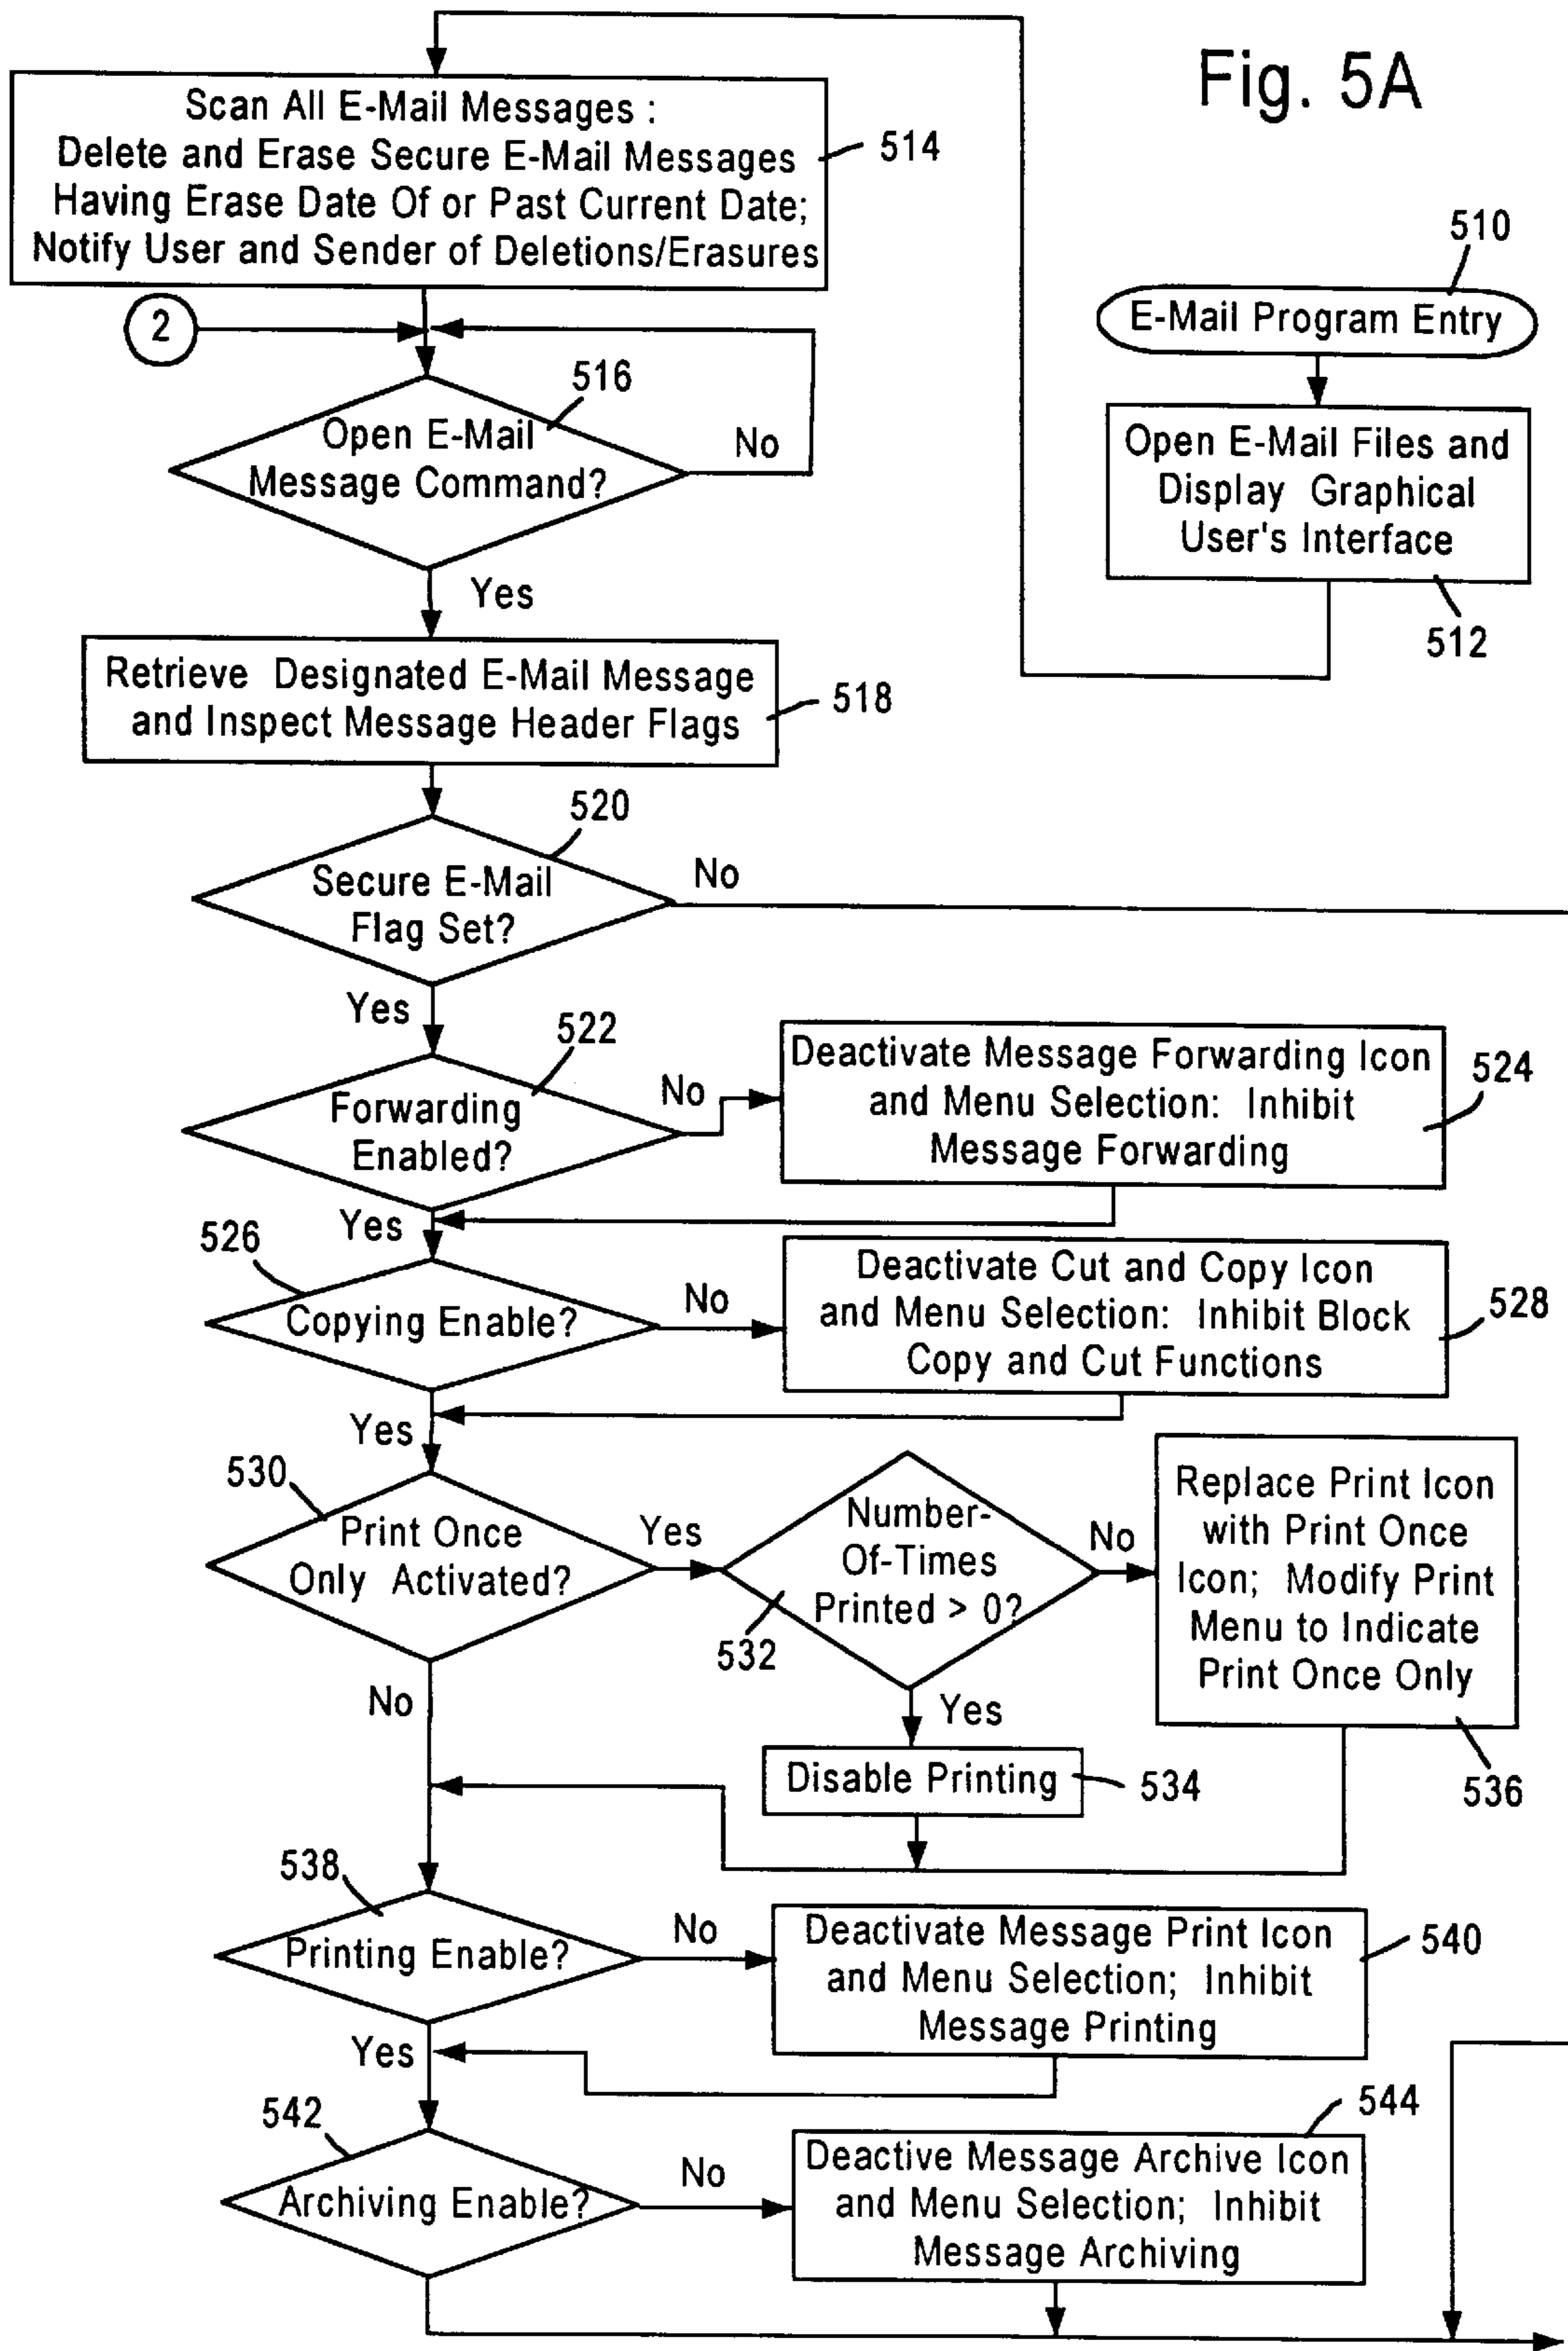 Fig. 5A
510
E-Mail Program Entry
Open E-Mail Files and
Display Graphical
User's Interface
512
Scan All E-Mail Messages :
Delete and Erase Secure E-Mail Messages
Having Erase Date Of or Past Current Date;
Notify User and Sender of Deletions/Erasures
514
2
516
Open E-Mail
Message Command?
No
Yes
Retrieve Designated E-Mail Message
and Inspect Message Header Flags
518
520
Secure E-Mail
Flag Set?
No
Yes
522
Forwarding
Enabled?
No
Deactivate Message Forwarding Icon
and Menu Selection: Inhibit
Message Forwarding
524
Yes
526
Copying Enable?
No
Deactivate Cut and Copy Icon
and Menu Selection: Inhibit Block
Copy and Cut Functions
528
Yes
530
Print Once
Only Activated?
Yes
Number-
Of-Times
Printed > 0?
532
No
Replace Print Icon
with Print Once
Icon; Modify Print
Menu to Indicate
Print Once Only
536
Yes
Disable Printing
534
No
538
Printing Enable?
No
Deactivate Message Print Icon
and Menu Selection; Inhibit
Message Printing
540
Yes
542
Archiving Enable?
No
Deactive Message Archive Icon
and Menu Selection; Inhibit
Message Archiving
544